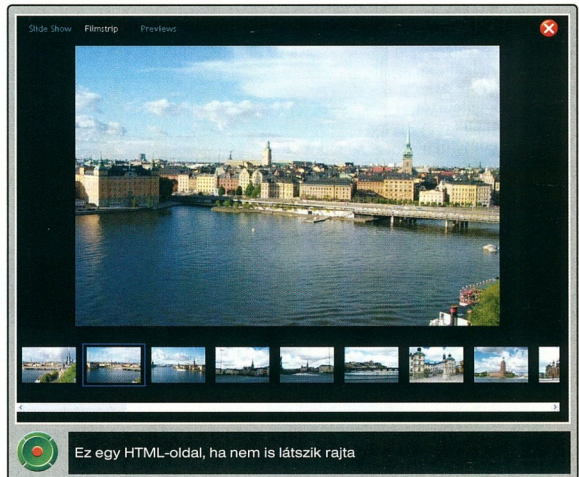 Slide Show Filmstrip Previews
Ez egy HTML-oldal, ha nem is látszik rajta